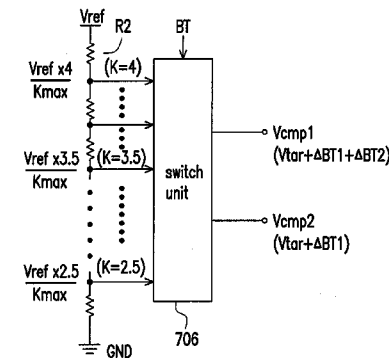 Vref
R2
BT
Vref x4
Kmax
(K=4)
Vcmp1
(Vtar+ΔBT1+ΔBT2)
Vref x3.5
Kmax
(K=3.5)
switch
unit
Vcmp2
(Vtar+ΔBT1)
Vref x2.5
Kmax
(K=2.5)
706
GND